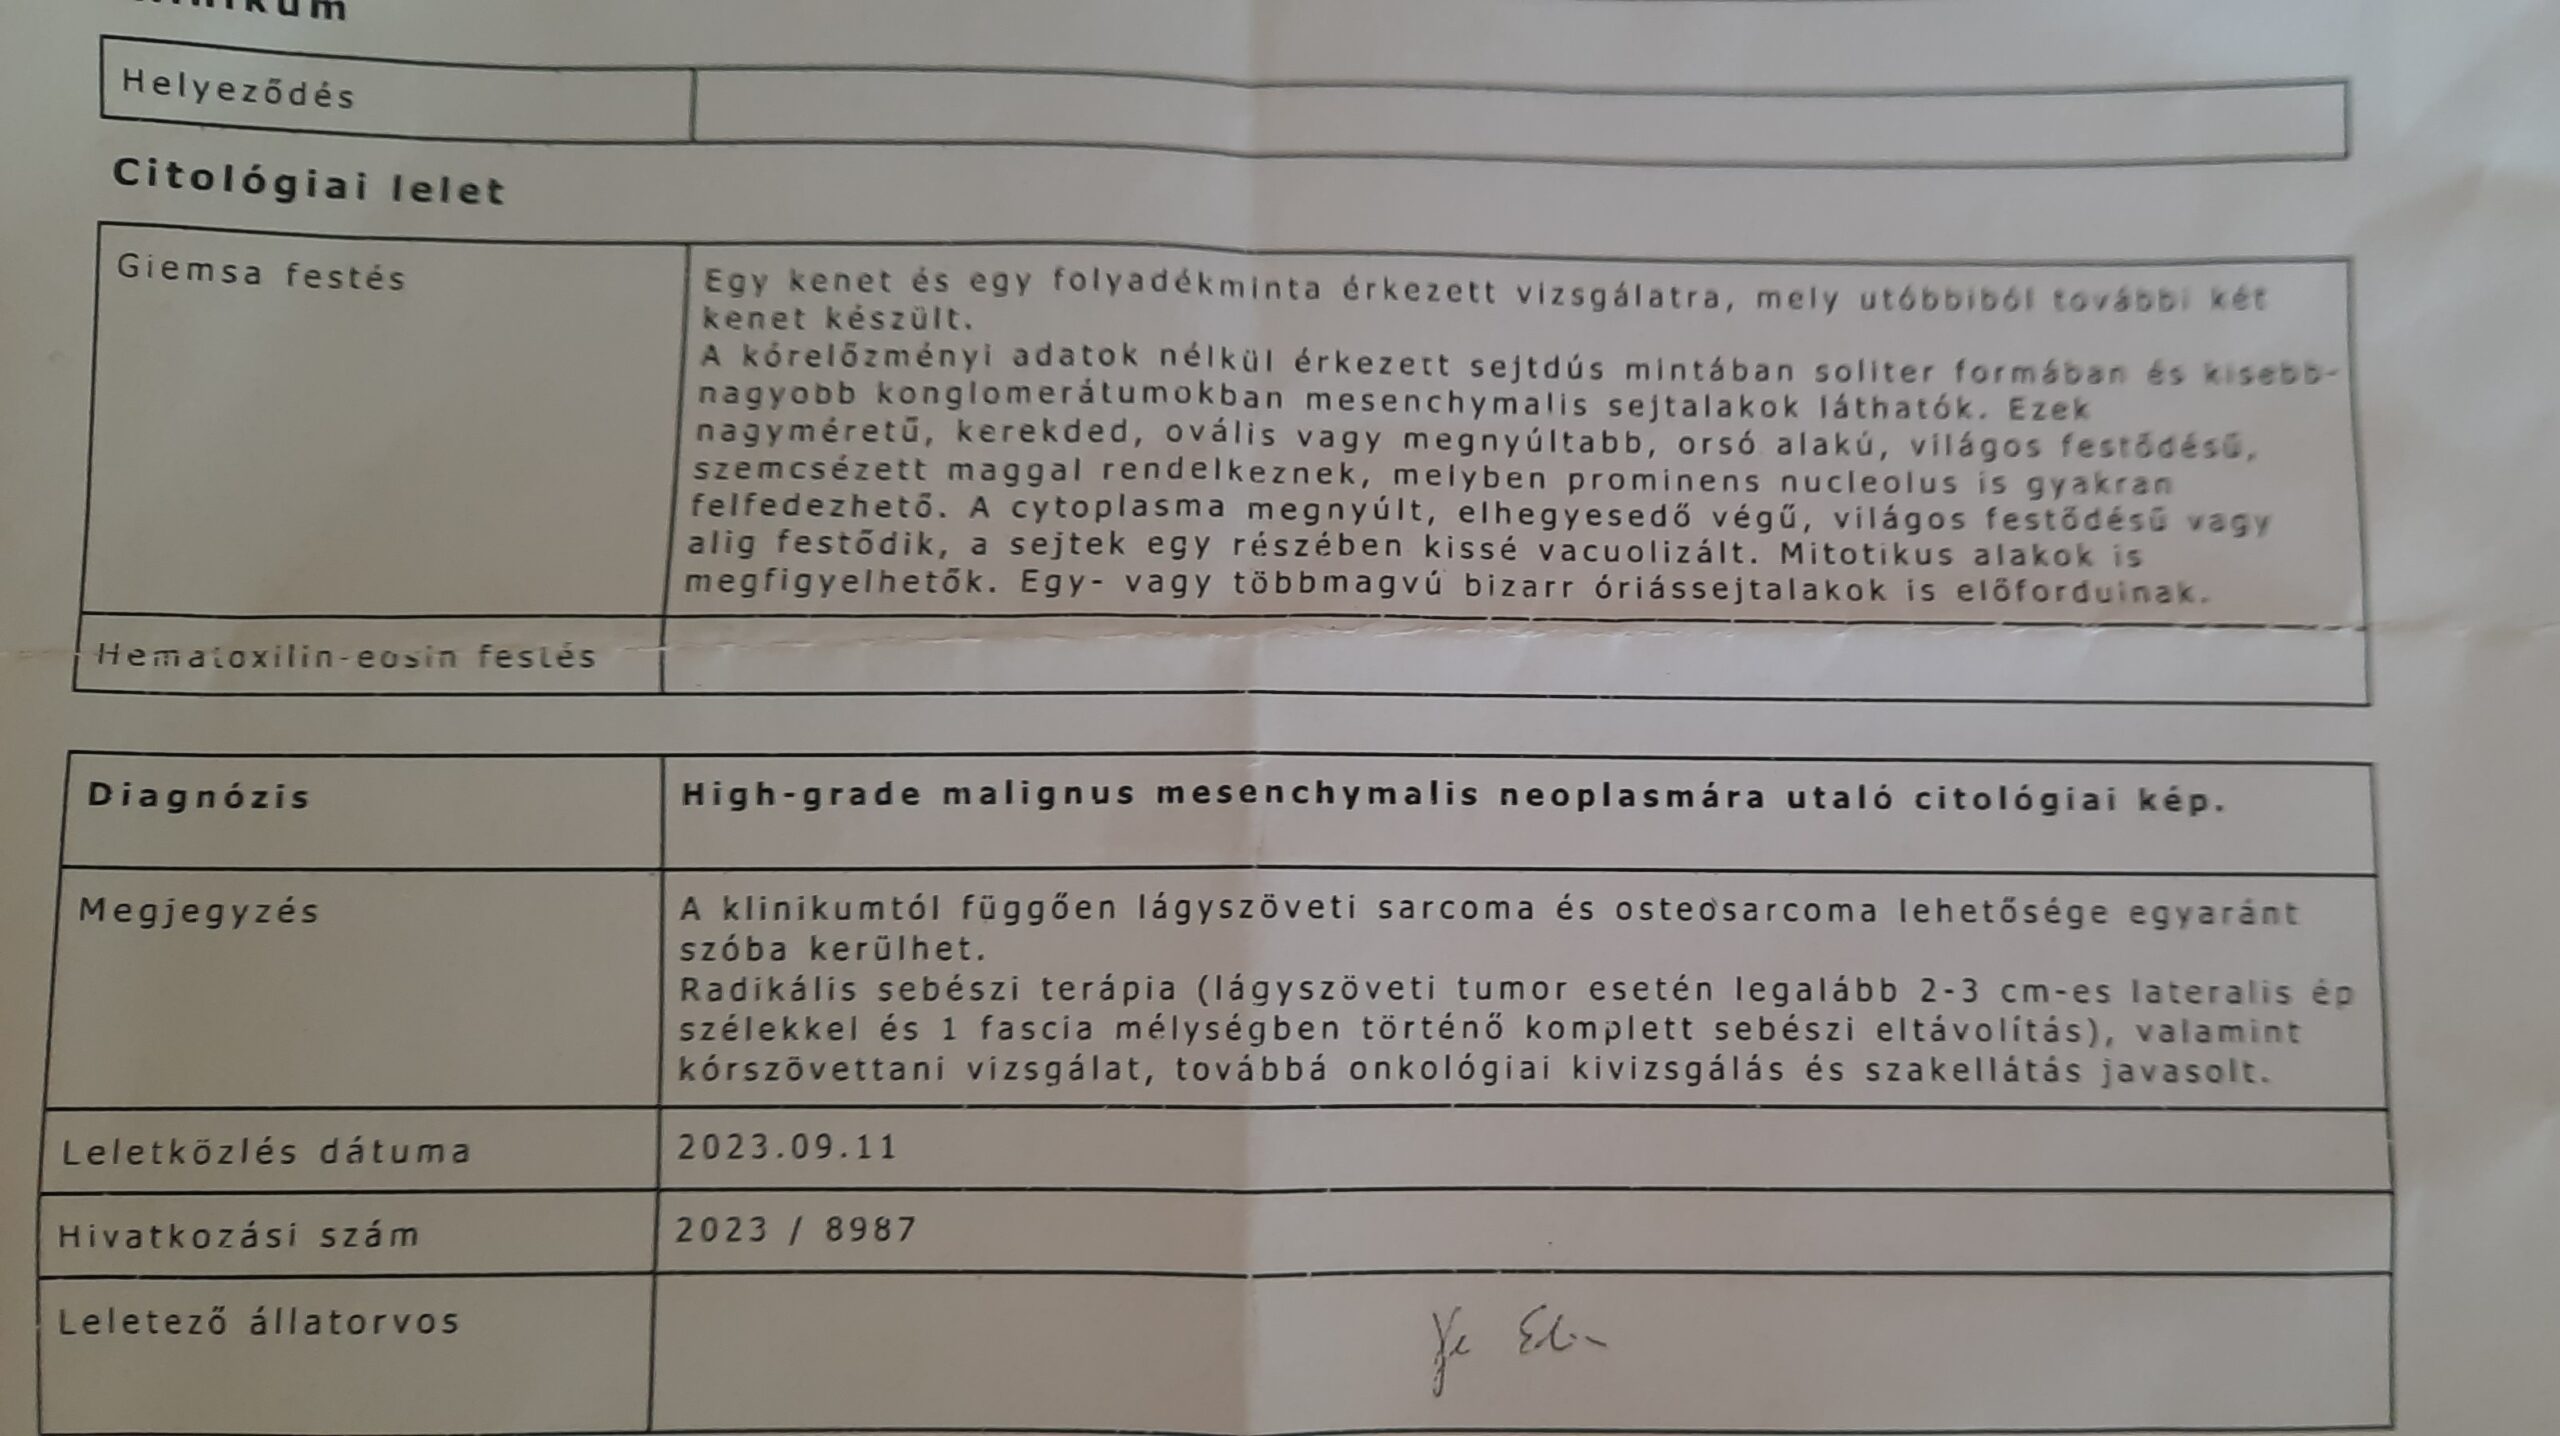 Helyeződés
Citológiai lelet
Giemsa festés
Egy kenet és egy folyadékminta érkezett vizsgálatra, mely utóbbiból további két
kenet készült.
A kórelőzményi adatok nélkül érkezett sejtdús mintában soliter formában és kisebb-
nagyobb konglomerátumokban mesenchymalis sejtalakok láthatók. Ezek
nagyméretű, kerekded, ovális vagy megnyúltabb, orsó alakú, világos festődésű,
szemcsézett maggal rendelkeznek, melyben prominens nucleolus is gyakran
felfedezhető. A cytoplasma megnyúlt, elhegyesedő végű, világos festődésű vagy
alig festődik, a sejtek egy részében kissé vacuolizált. Mitotikus alakok is
megfigyelhetők. Egy- vagy többmagvú bizarr óriássejtalakok is előfordulnak.
Hematoxilin-eosin festés
Diagnózis
High-grade malignus mesenchymalis neoplasmára utaló citológiai kép.
Megjegyzés
A klinikumtól függően lágyszöveti sarcoma és osteosarcoma lehetősége egyaránt
szóba kerülhet.
Radikális sebészi terápia (lágyszöveti tumor esetén legalább 2-3 cm-es lateralis ép
szélekkel és 1 fascia mélységben történő komplett sebészi eltávolítás), valamint
kórszövettani vizsgálat, továbbá onkológiai kivizsgálás és szakellátás javasolt.
Leletközlés dátuma
2023.09.11
Hivatkozási szám
2023 / 8987
Leletező állatorvos